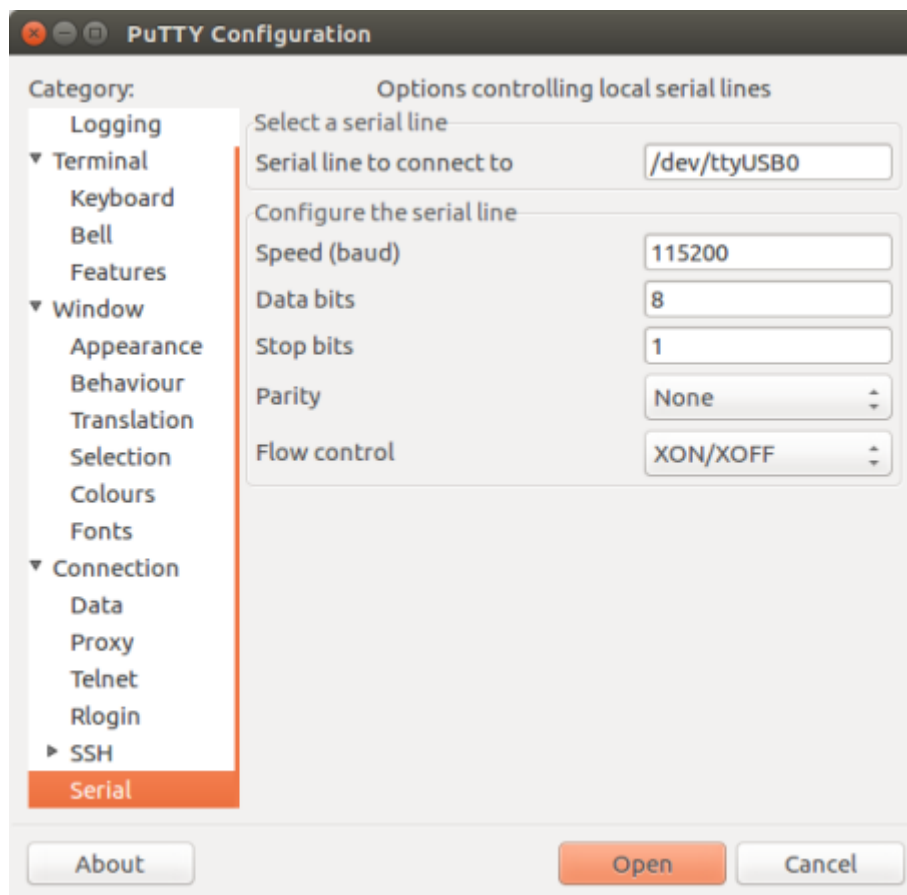 PuTTY Configuration
Category:
Logging
Terminal
Keyboard
Bell
Features
Window
Appearance
Behaviour
Translation
Selection
Colours
Fonts
Connection
Data
Proxy
Telnet
Rlogin
SSH
Serial
Options controlling local serial lines
Select a serial line
Serial line to connect to /dev/ttyUSB0
Configure the serial line
Speed (baud) 115200
Data bits 8
Stop bits 1
Parity None
Flow control XON/XOFF
About Open Cancel